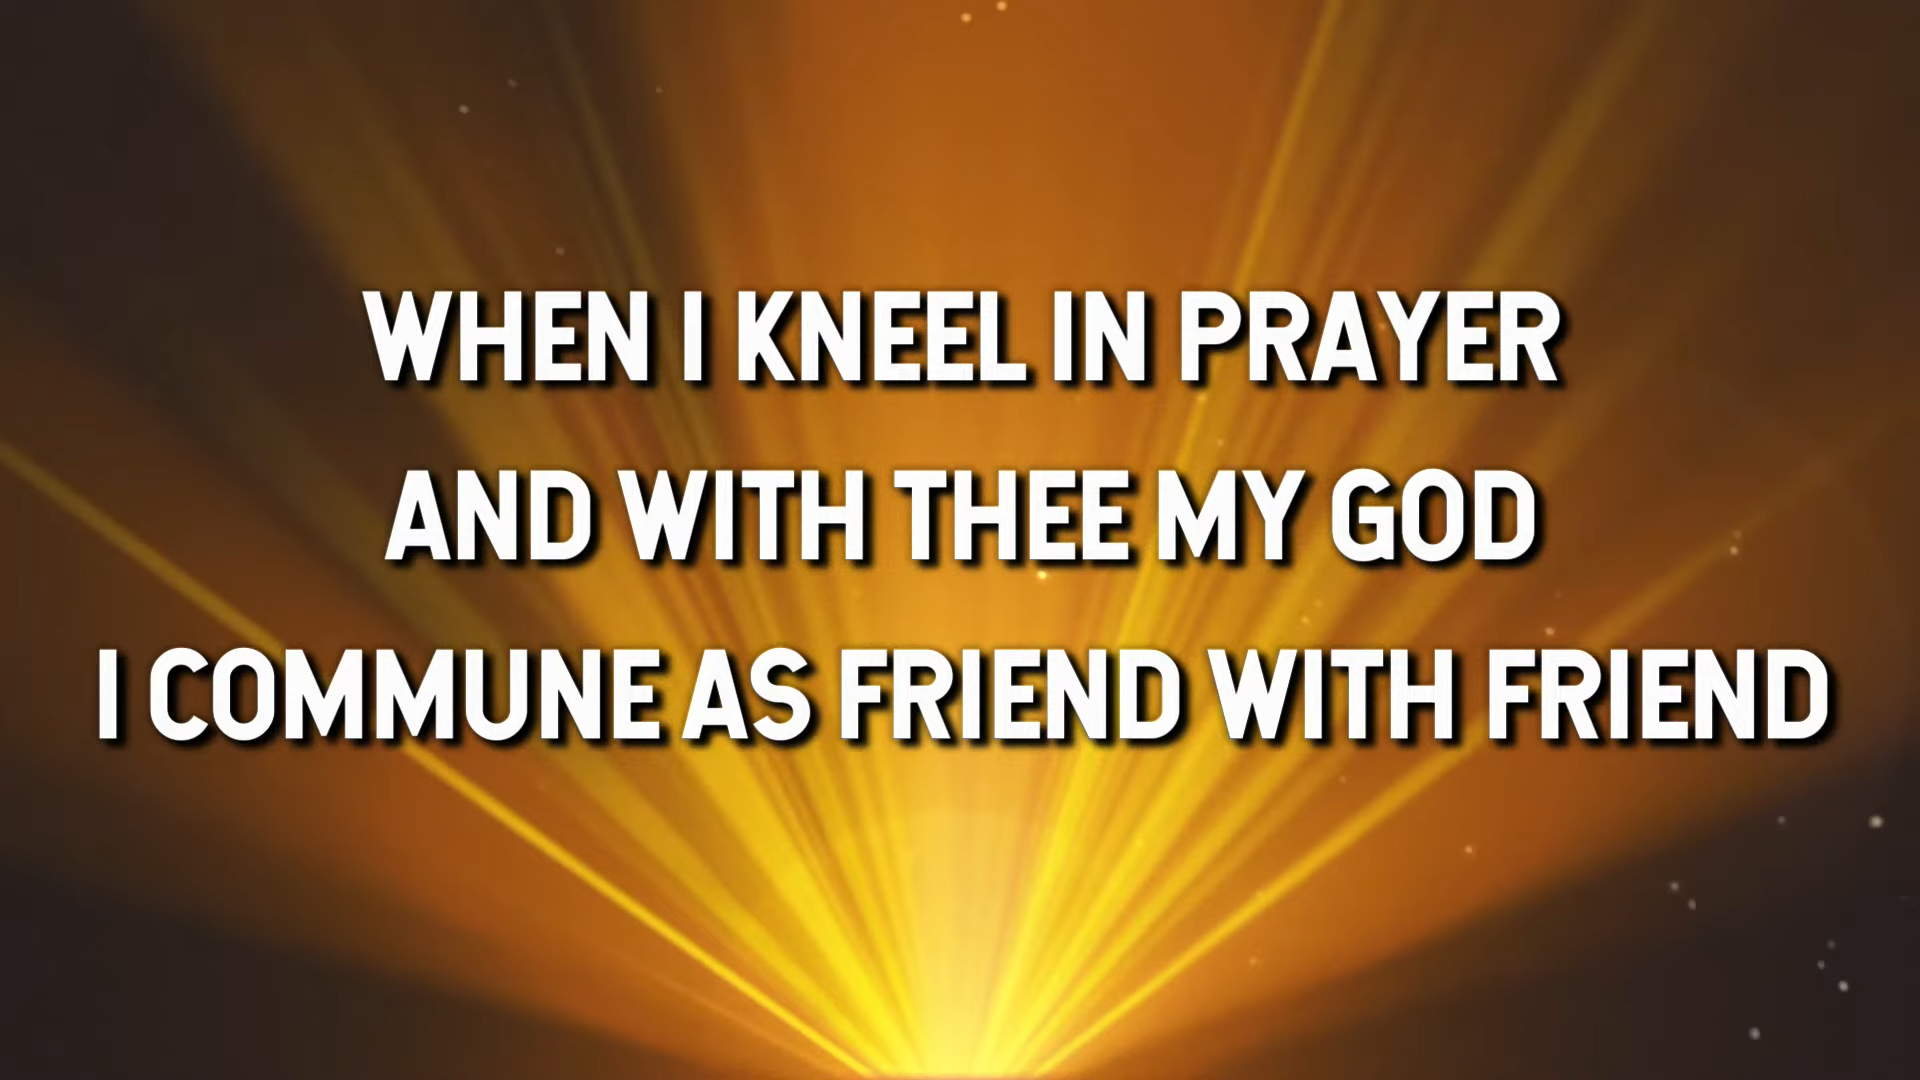 WHEN I KNEEL IN PRAYER
AND WITH THEE MY GOD
I COMMUNE AS FRIEND WITH FRIEND